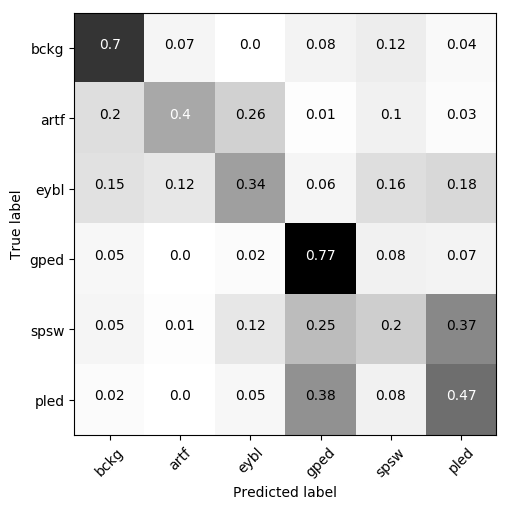 True label
bckg 0.7 0.07 0.0 0.08 0.12 0.04
artf 0.2 0.4 0.26 0.01 0.1 0.03
eybl 0.15 0.12 0.34 0.06 0.16 0.18
gped 0.05 0.0 0.02 0.77 0.08 0.07
spsw 0.05 0.01 0.12 0.25 0.2 0.37
pled 0.02 0.0 0.05 0.38 0.08 0.47
bckg artf eybl gped spsw pled
Predicted label